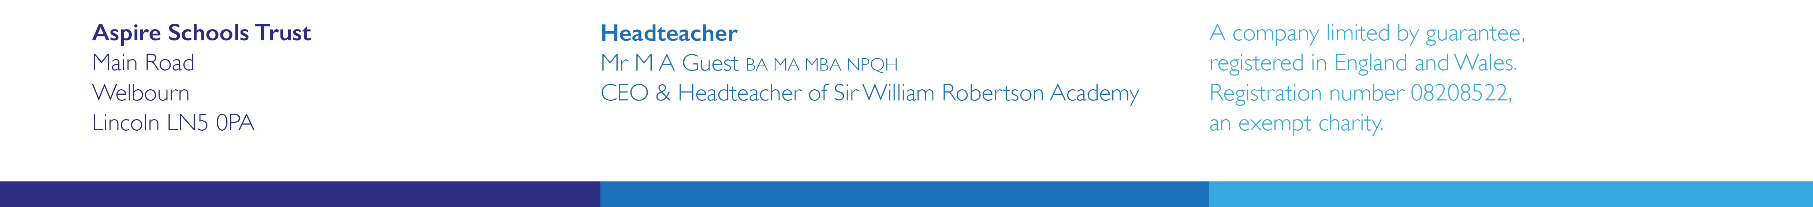 Aspire Schools Trust
Main Road
Welbourn
Lincoln LN5 0PA
Headteacher
Mr M A Guest BA MA MBA NPQH
CEO & Headteacher of Sir William Robertson Academy
A company limited by guarantee,
registered in England and Wales.
Registration number 08208522,
an exempt charity.